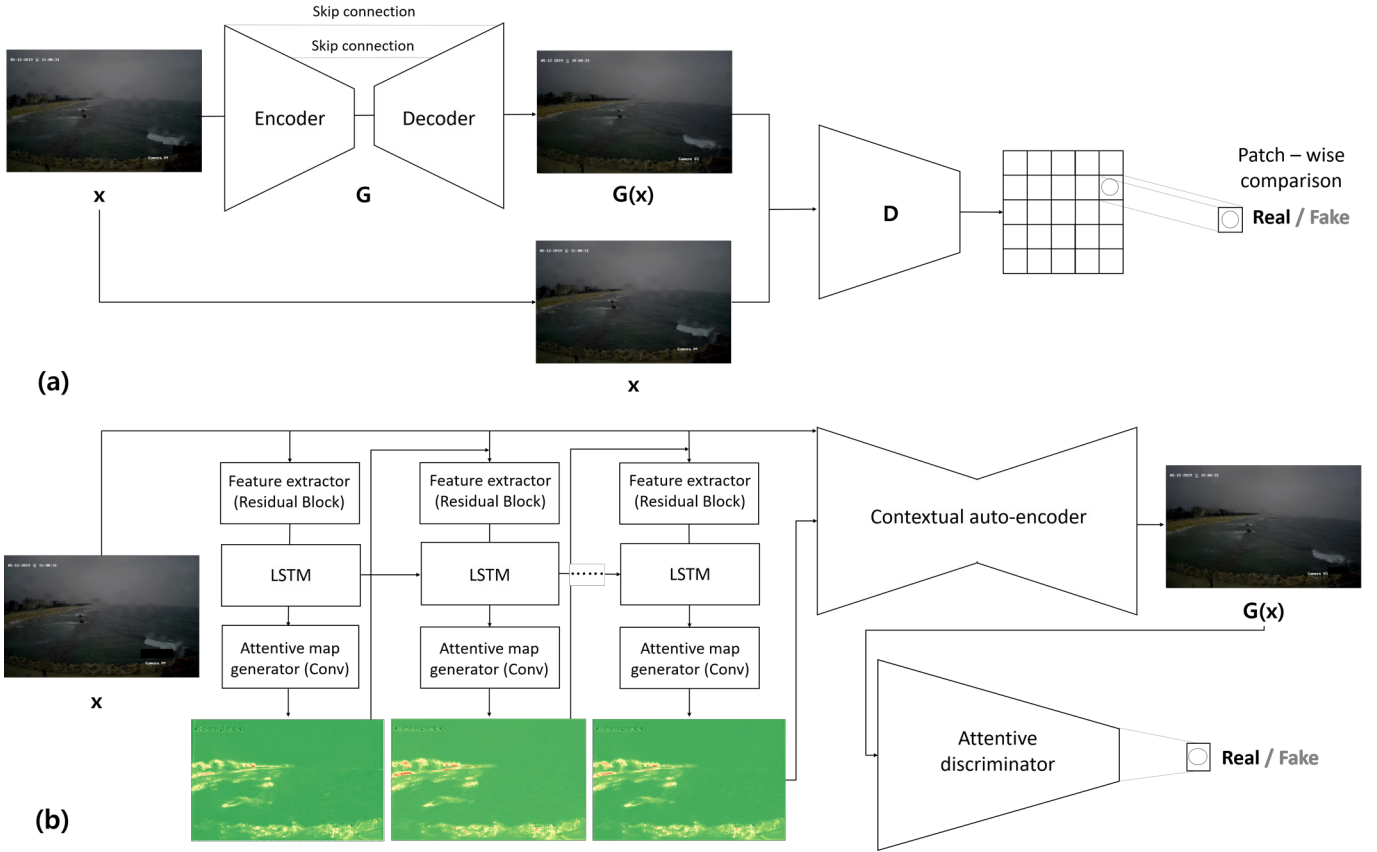 Skip connection
Skip connection
Encoder
Decoder
G
x
G(x)
D
Patch – wise
comparison
Real / Fake
x
(a)
Feature extractor
(Residual Block)
Feature extractor
(Residual Block)
Feature extractor
(Residual Block)
LSTM
LSTM
......
LSTM
Attentive map
generator (Conv)
Attentive map
generator (Conv)
Attentive map
generator (Conv)
x
Contextual auto-encoder
G(x)
Attentive
discriminator
Real / Fake
(b)